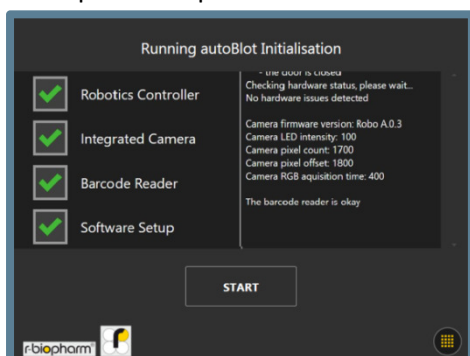 Running autoBlot Initialisation
Robotics Controller
Integrated Camera
Barcode Reader
Software Setup
- the door is closed
Checking hardware status, please wait...
No hardware issues detected
Camera firmware version: Robo A.0.3
Camera LED intensity: 100
Camera pixel count: 1700
Camera pixel offset: 1800
Camera RGB aquisition time: 400
The barcode reader is okay
START
r-biopharm®